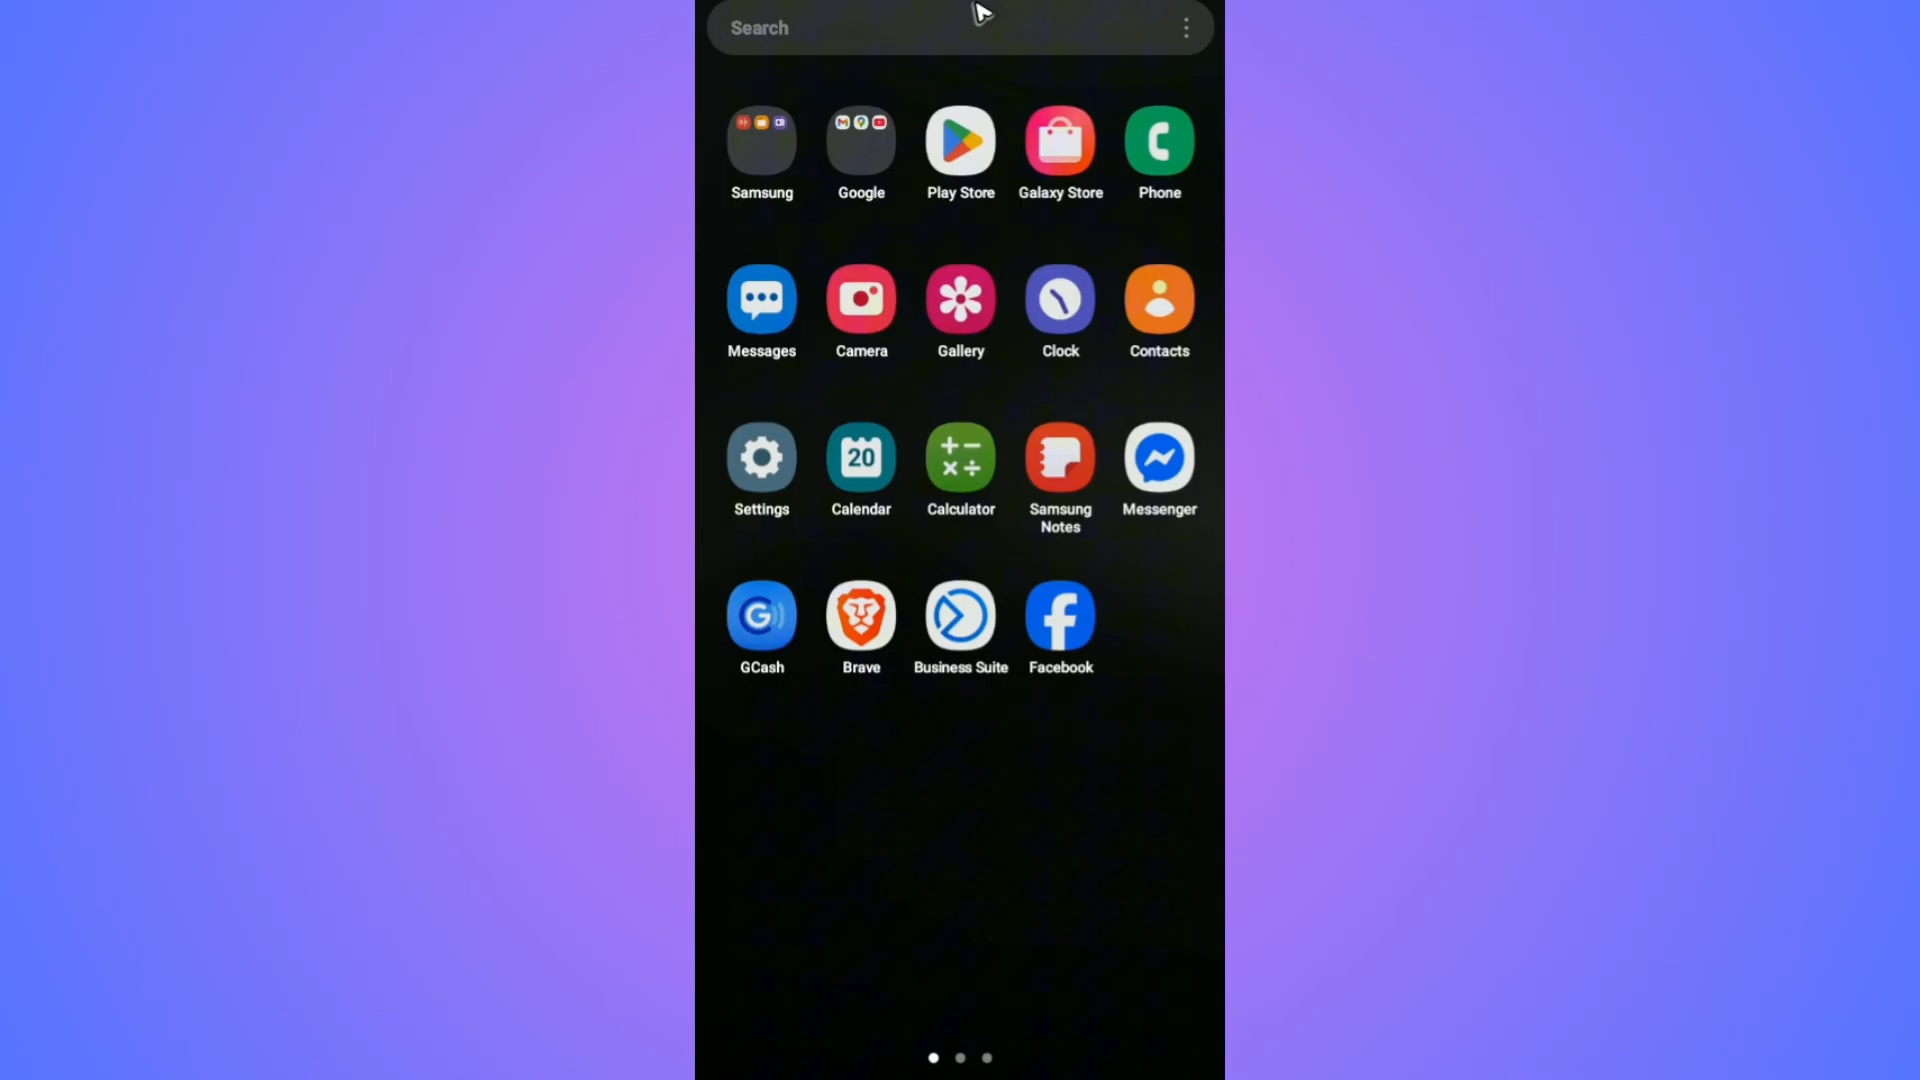 Search
Samsung Google Play Store Galaxy Store Phone
Messages Camera Gallery Clock Contacts
20
Settings Calendar Calculator Samsung Notes Messenger
GCash Brave Business Suite Facebook